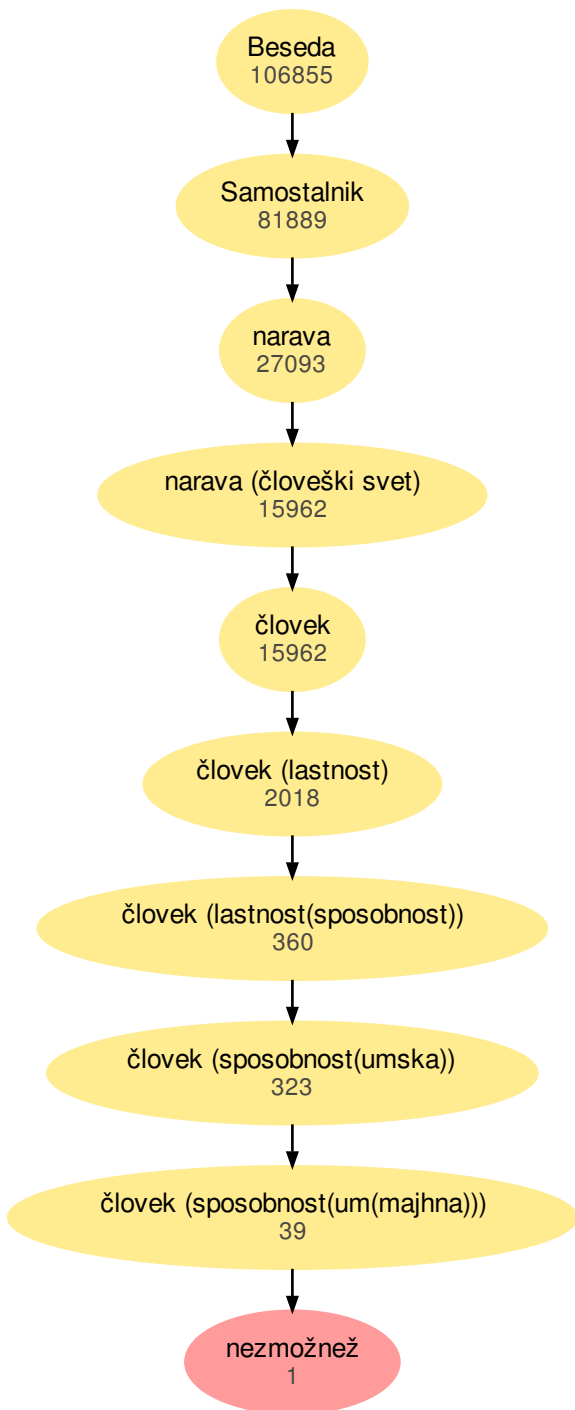 Beseda
106855
Samostalnik
81889
narava
27093
narava (človeški svet)
15962
človek
15962
človek (lastnost)
2018
človek (lastnost(sposobnost))
360
človek (sposobnost(umska))
323
človek (sposobnost(um(majhna)))
39
nezmožnež
1